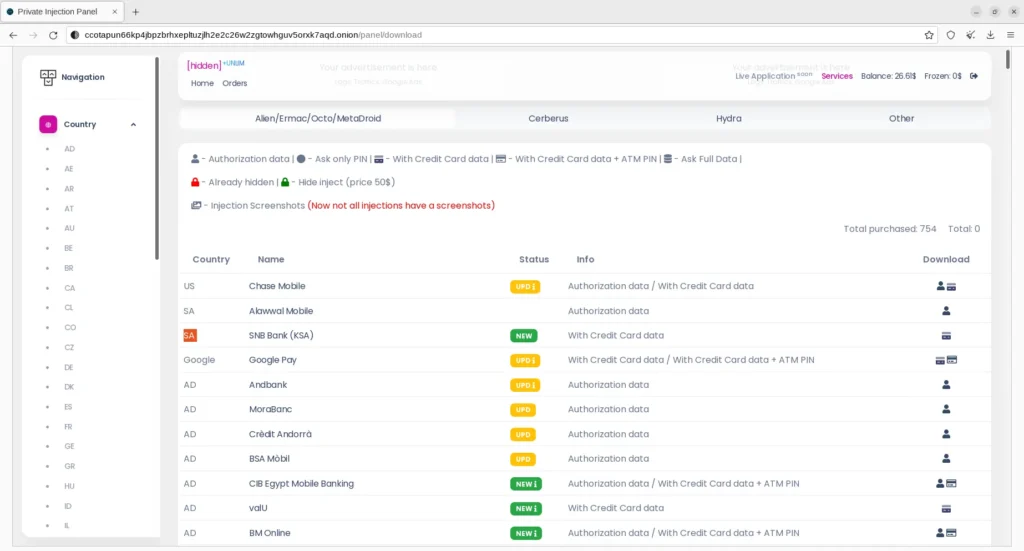 Private Injection Panel
ccotapun66kp4jbpzbrhxepltuzjlh2e2c26w2zgtowhguv5orxk7aqd.onion/panel/download
Navigation
Country
AD
AE
AR
AT
AU
BE
BR
CA
CL
CO
CZ
DE
DK
ES
FR
GE
GR
HU
ID
IL
[hidden] +UNLIM
Home Orders
Your advertisement is here
Your advertisement is here
Live Application SOON Services Balance: 26.61$ Frozen: 0$
Alien/Ermac/Octo/MetaDroid Cerberus Hydra Other
- Authorization data | - Ask only PIN | - With Credit Card data | - With Credit Card data + ATM PIN | - Ask Full Data |
- Already hidden | - Hide inject (price 50$)
- Injection Screenshots (Now not all injections have a screenshots)
Total purchased: 754 Total: 0
Country Name Status Info Download
US Chase Mobile UPD i Authorization data / With Credit Card data
SA Alawwal Mobile Authorization data
SA SNB Bank (KSA) NEW With Credit Card data
Google Google Pay UPD i With Credit Card data / With Credit Card data + ATM PIN
AD Andbank UPD i Authorization data
AD MoraBanc UPD Authorization data
AD Crèdit Andorrà UPD Authorization data
AD BSA Mòbil UPD Authorization data
AD CIB Egypt Mobile Banking NEW i Authorization data / With Credit Card data + ATM PIN
AD valU NEW i With Credit Card data
AD BM Online NEW i Authorization data / With Credit Card data + ATM PIN